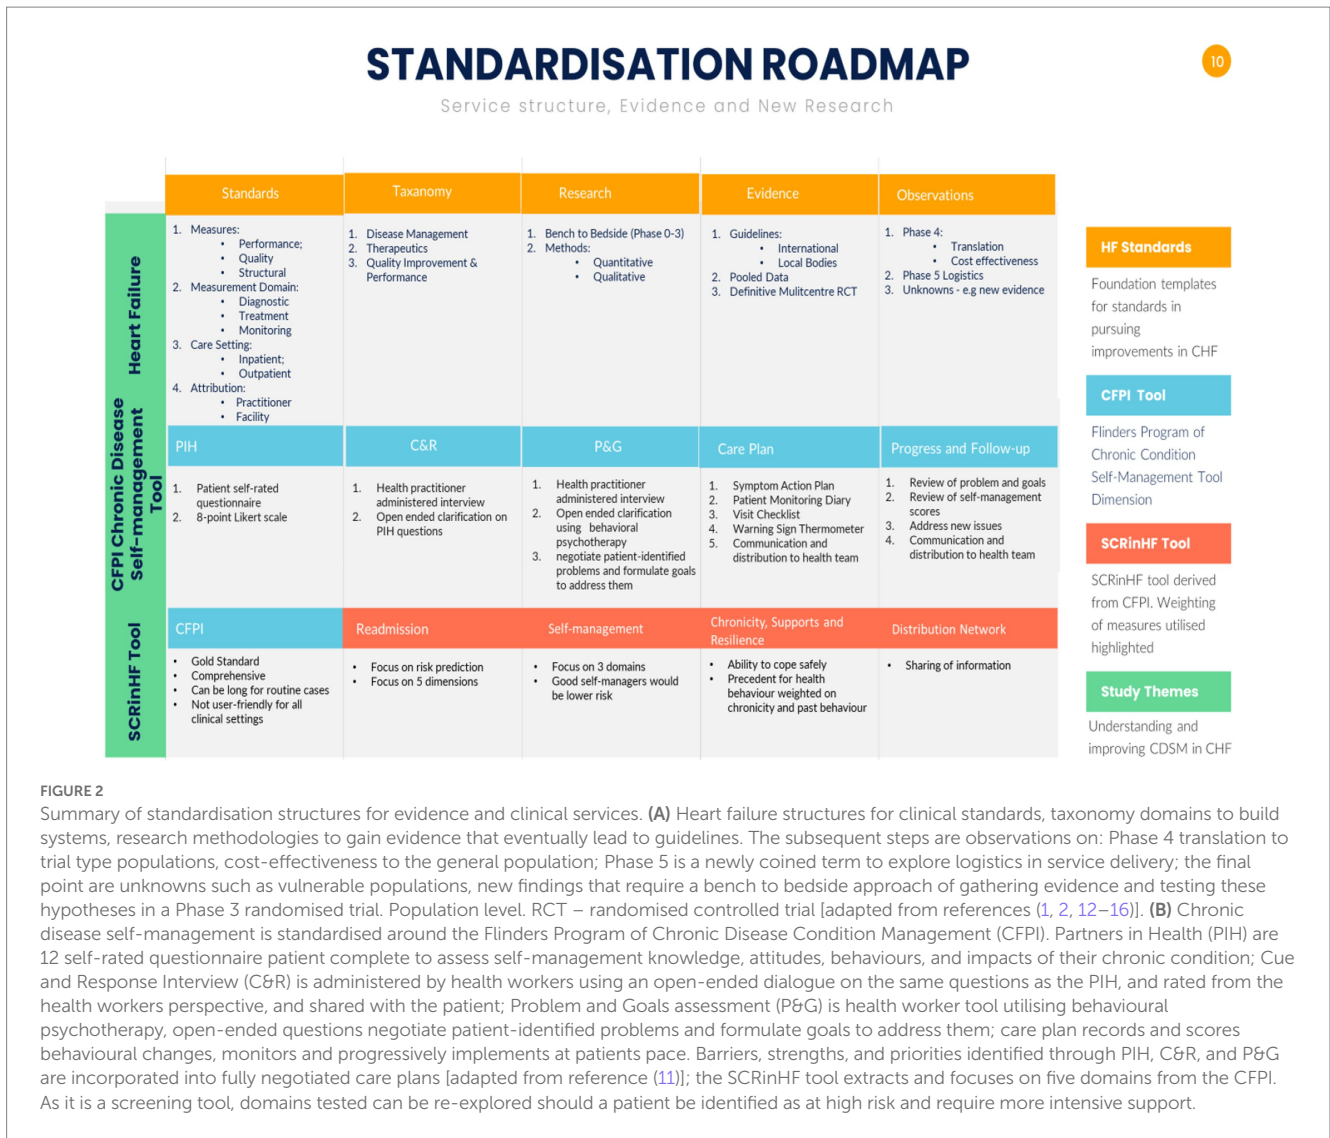 STANDARDISATION ROADMAP
10
Service structure, Evidence and New Research
Standards
Taxanomy
Research
Evidence
Observations
Heart Failure
1. Measures:
• Performance;
• Quality
• Structural
2. Measurement Domain:
• Diagnostic
• Treatment
• Monitoring
3. Care Setting:
• Inpatient;
• Outpatient
4. Attribution:
• Practitioner
• Facility
1. Disease Management
2. Therapeutics
3. Quality Improvement &
Performance
1. Bench to Bedside (Phase 0-3)
2. Methods:
• Quantitative
• Qualitative
1. Guidelines:
• International
• Local Bodies
2. Pooled Data
3. Definitive Mulitcentre RCT
1. Phase 4:
• Translation
• Cost effectiveness
2. Phase 5 Logistics
3. Unknowns - e.g new evidence
CFPI Chronic Disease
Self-management
Tool
PIH
C&R
P&G
Care Plan
Progress and Follow-up
1. Patient self-rated
questionnaire
2. 8-point Likert scale
1. Health practitioner
administered interview
2. Open ended clarification on
PIH questions
1. Health practitioner
administered interview
2. Open ended clarification
using behavioral
psychotherapy
3. negotiate patient-identified
problems and formulate goals
to address them
1. Symptom Action Plan
2. Patient Monitoring Diary
3. Visit Checklist
4. Warning Sign Thermometer
5. Communication and
distribution to health team
1. Review of problem and goals
2. Review of self-management
scores
3. Address new issues
4. Communication and
distribution to health team
SCRinHF Tool
CFPI
Readmission
Self-management
Chronicity, Supports and
Resilience
Distribution Network
• Gold Standard
• Comprehensive
• Can be long for routine cases
• Not user-friendly for all
clinical settings
• Focus on risk prediction
• Focus on 5 dimensions
• Focus on 3 domains
• Good self-managers would
be lower risk
• Ability to cope safely
• Precedent for health
behaviour weighted on
chronicity and past behaviour
• Sharing of information
HF Standards
Foundation templates
for standards in
pursuing
improvements in CHF
CFPI Tool
Flinders Program of
Chronic Condition
Self-Management Tool
Dimension
SCRinHF Tool
SCRinHF tool derived
from CFPI. Weighting
of measures utilised
highlighted
Study Themes
Understanding and
improving CDSM in CHF
FIGURE 2
Summary of standardisation structures for evidence and clinical services. (A) Heart failure structures for clinical standards, taxonomy domains to build
systems, research methodologies to gain evidence that eventually lead to guidelines. The subsequent steps are observations on: Phase 4 translation to
trial type populations, cost-effectiveness to the general population; Phase 5 is a newly coined term to explore logistics in service delivery; the final
point are unknowns such as vulnerable populations, new findings that require a bench to bedside approach of gathering evidence and testing these
hypotheses in a Phase 3 randomised trial. Population level. RCT – randomised controlled trial [adapted from references (1, 2, 12–16)]. (B) Chronic
disease self-management is standardised around the Flinders Program of Chronic Disease Condition Management (CFPI). Partners in Health (PIH) are
12 self-rated questionnaire patient complete to assess self-management knowledge, attitudes, behaviours, and impacts of their chronic condition; Cue
and Response Interview (C&R) is administered by health workers using an open-ended dialogue on the same questions as the PIH, and rated from the
health workers perspective, and shared with the patient; Problem and Goals assessment (P&G) is health worker tool utilising behavioural
psychotherapy, open-ended questions negotiate patient-identified problems and formulate goals to address them; care plan records and scores
behavioural changes, monitors and progressively implements at patients pace. Barriers, strengths, and priorities identified through PIH, C&R, and P&G
are incorporated into fully negotiated care plans [adapted from reference (11)]; the SCRinHF tool extracts and focuses on five domains from the CFPI.
As it is a screening tool, domains tested can be re-explored should a patient be identified as at high risk and require more intensive support.